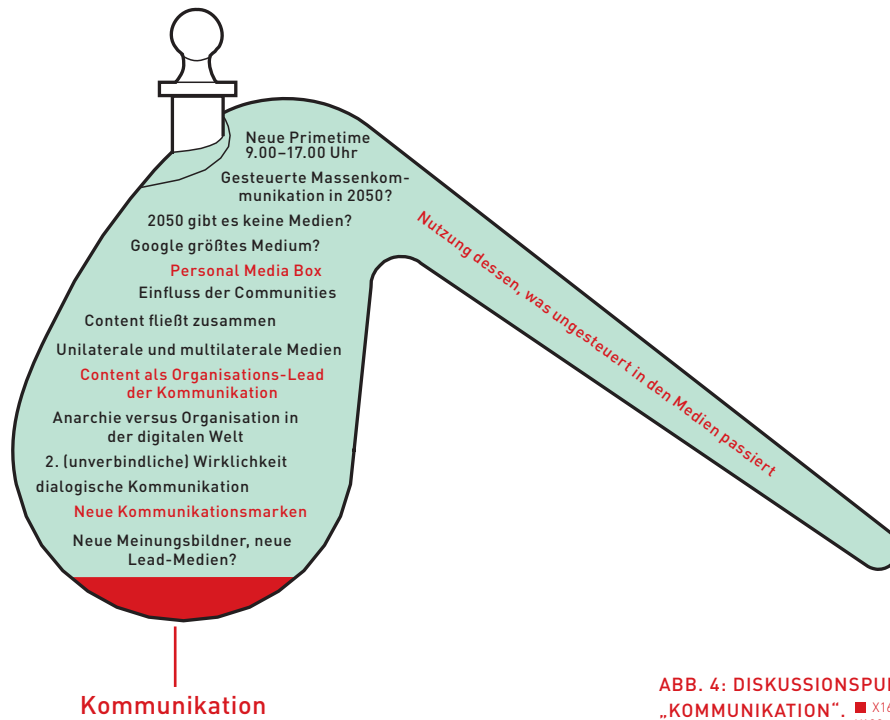 Neue Primetime
9.00–17.00 Uhr
Gesteuerte Massenkom-
munikation in 2050?
2050 gibt es keine Medien?
Google größtes Medium?
Personal Media Box
Einfluss der Communities
Content fließt zusammen
Unilaterale und multilaterale Medien
Content als Organisations-Lead
der Kommunikation
Anarchie versus Organisation in
der digitalen Welt
2. (unverbindliche) Wirklichkeit
dialogische Kommunikation
Neue Kommunikationsmarken
Neue Meinungsbildner, neue
Lead-Medien?
Nutzung dessen, was ungesteuert in den Medien passiert
Kommunikation
ABB. 4:
„KOMMUNIKATION“.